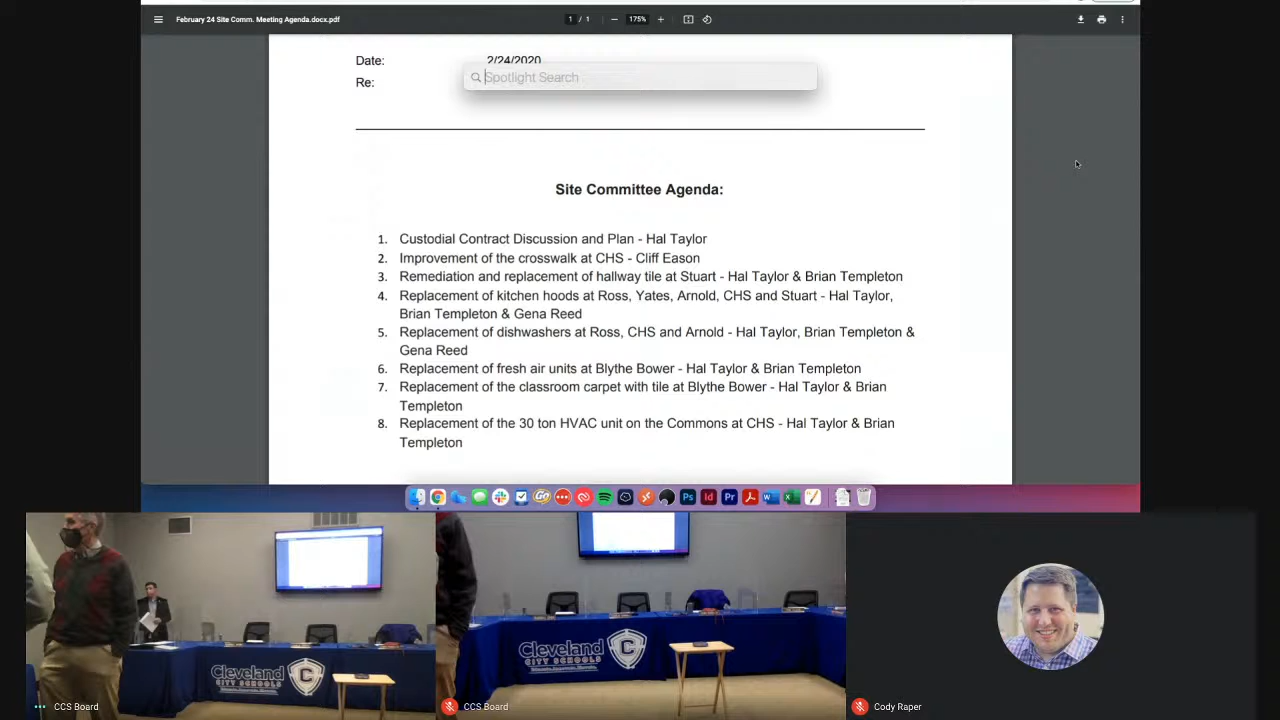 February 24 Site Comm. Meeting Agenda.docx.pdf
1 / 1
175%
Date: 2/24/2020
Spotlight Search
Re:
Site Committee Agenda:
1. Custodial Contract Discussion and Plan - Hal Taylor
2. Improvement of the crosswalk at CHS - Cliff Eason
3. Remediation and replacement of hallway tile at Stuart - Hal Taylor & Brian Templeton
4. Replacement of kitchen hoods at Ross, Yates, Arnold, CHS and Stuart - Hal Taylor,
Brian Templeton & Gena Reed
5. Replacement of dishwashers at Ross, CHS and Arnold - Hal Taylor, Brian Templeton &
Gena Reed
6. Replacement of fresh air units at Blythe Bower - Hal Taylor & Brian Templeton
7. Replacement of the classroom carpet with tile at Blythe Bower - Hal Taylor & Brian
Templeton
8. Replacement of the 30 ton HVAC unit on the Commons at CHS - Hal Taylor & Brian
Templeton
Ps
Id
Pr
Cleveland
CITY SCHOOLS
Cleveland
CITY SCHOOLS
CCS Board
CCS Board
Cody Raper